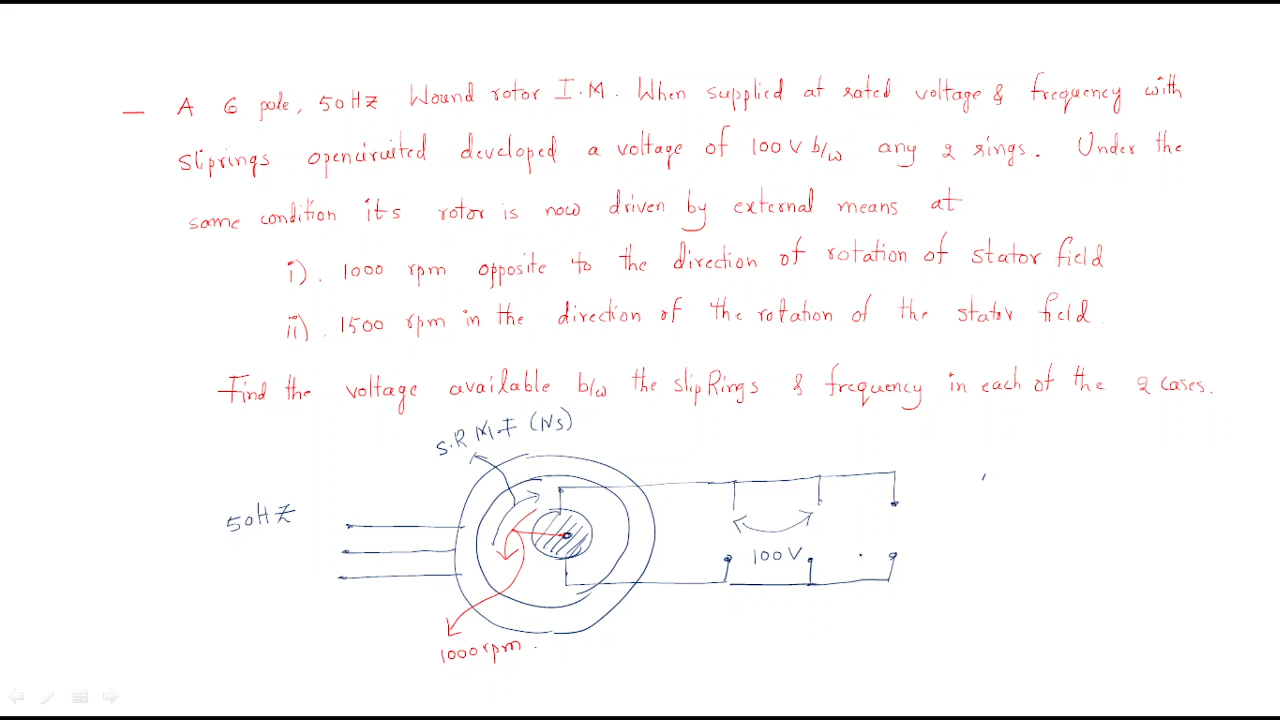 — A 6 pole, 50HZ Wound rotor I.M. When supplied at rated voltage & frequency with
sliprings opencircuited developed a voltage of 100V b/w any 2 rings. Under the
same condition its rotor is now driven by external means at
i). 1000 rpm opposite to the direction of rotation of stator field
ii). 1500 rpm in the direction of the rotation of the stator field.
Find the voltage available b/w the slipRings & frequency in each of the 2 cases.
S.R.M.F (Ns)
50HZ
100V
1000rpm.